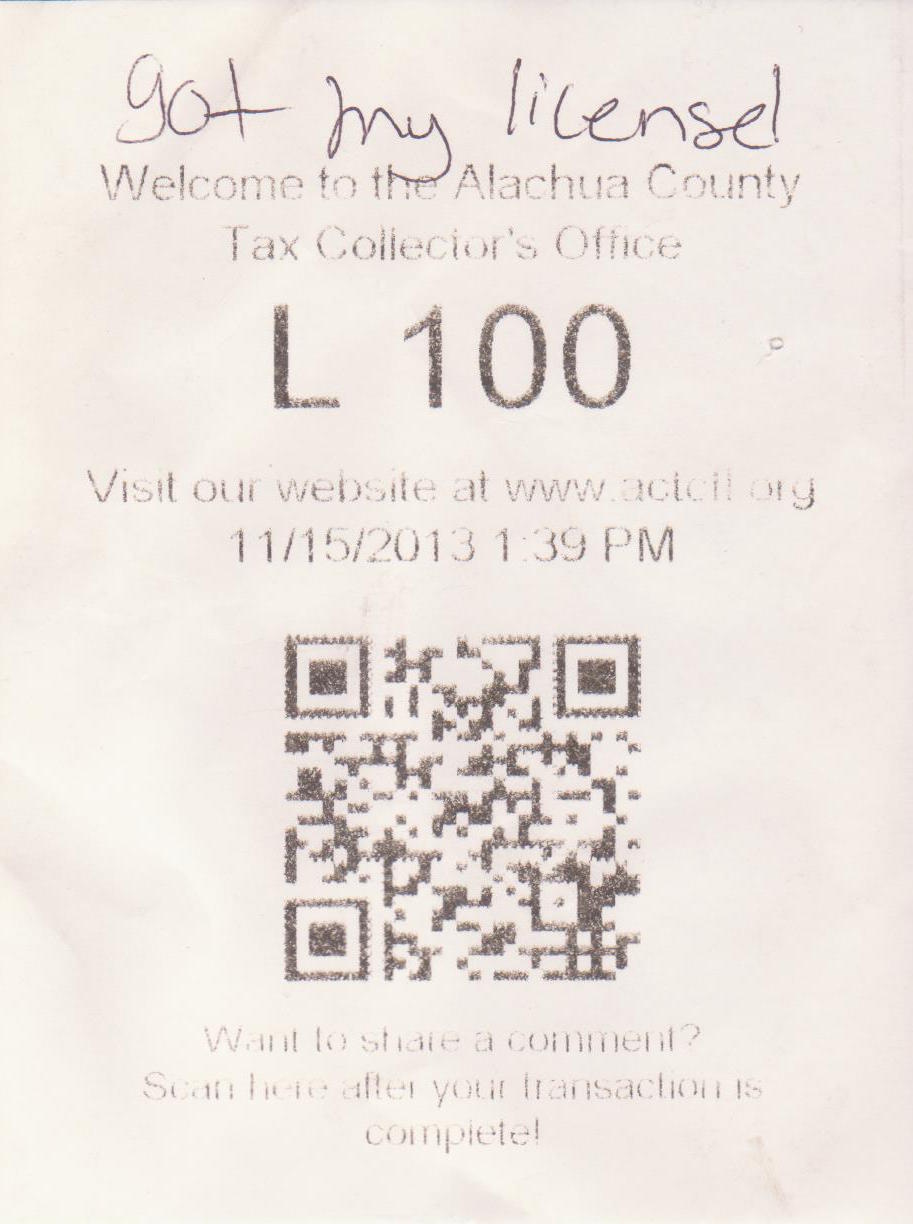 got my license!
Welcome to the Alachua County
Tax Collector's Office
L 100
Visit our website at www.actcfl.org
11/15/2013 1:39 PM
Want to share a comment?
Scan here after your transaction is
complete!